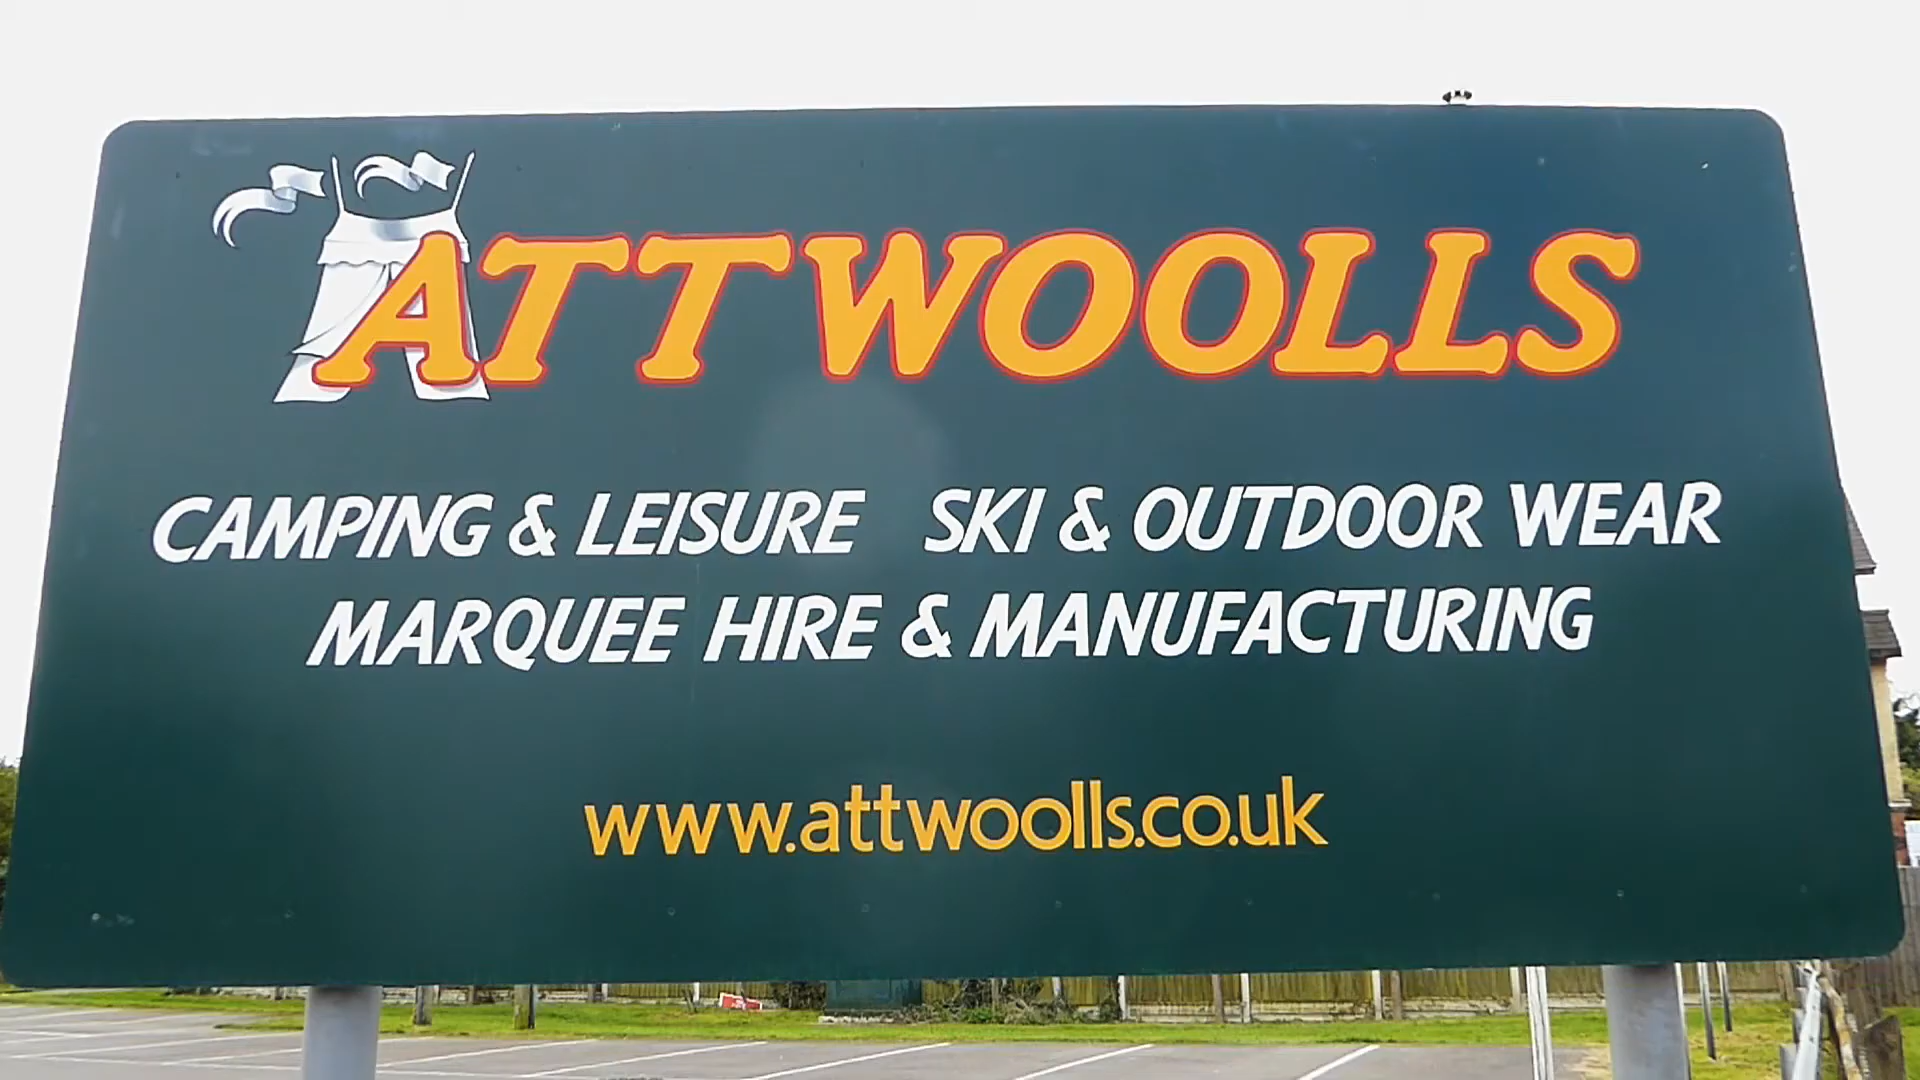 ATTWOOLLS
CAMPING & LEISURE SKI & OUTDOOR WEAR
MARQUEE HIRE & MANUFACTURING
www.attwoolls.co.uk